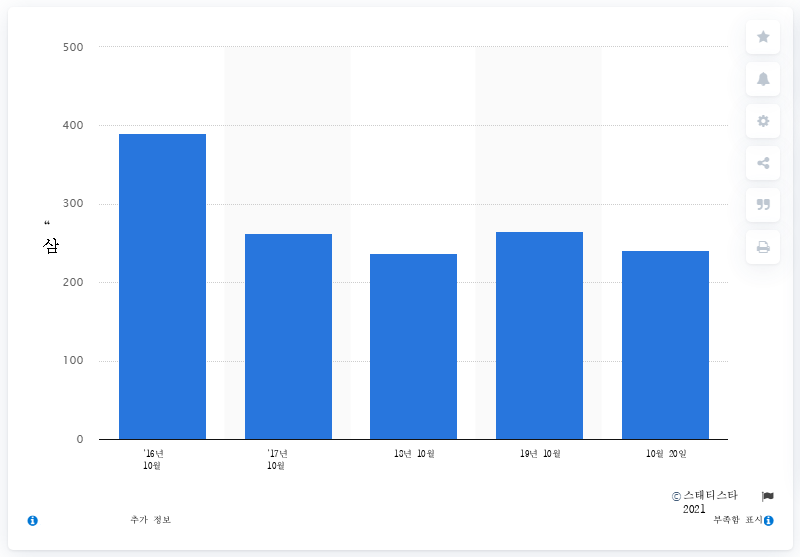 500
400
300
200
100
0
“
삼
'16년
10월
'17년
10월
18년 10월
19년 10월
10월 20일
© 스태티스타
2021
추가 정보
부족함 표시